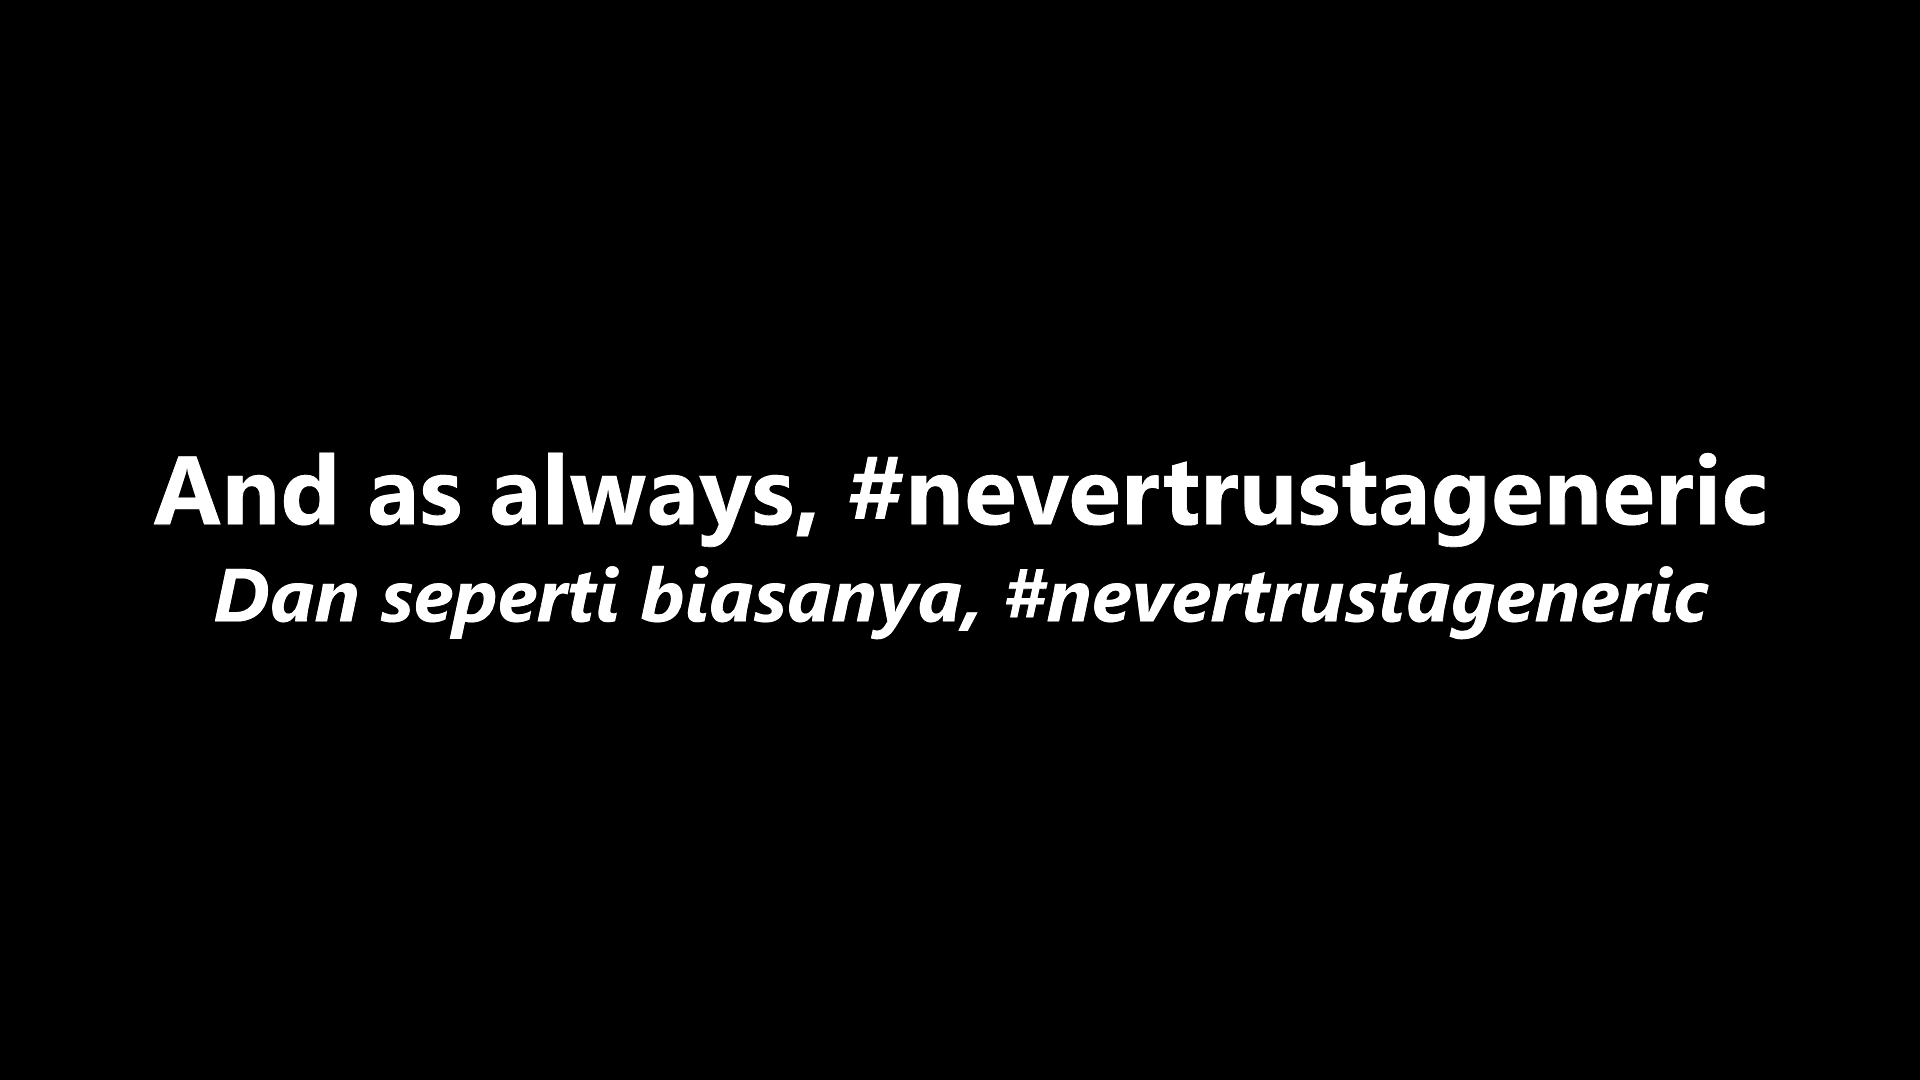 And as always, #nevertrustageneric
Dan seperti biasanya, #nevertrustageneric